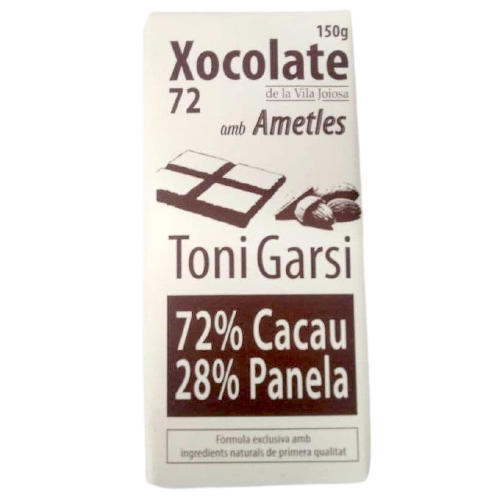 150g
Xocolate
de la Vila Joiosa
72
amb Ametles
Toni Garsi
72% Cacau
28% Panela
Fórmula exclusiva amb
ingredients naturals de primera qualitat